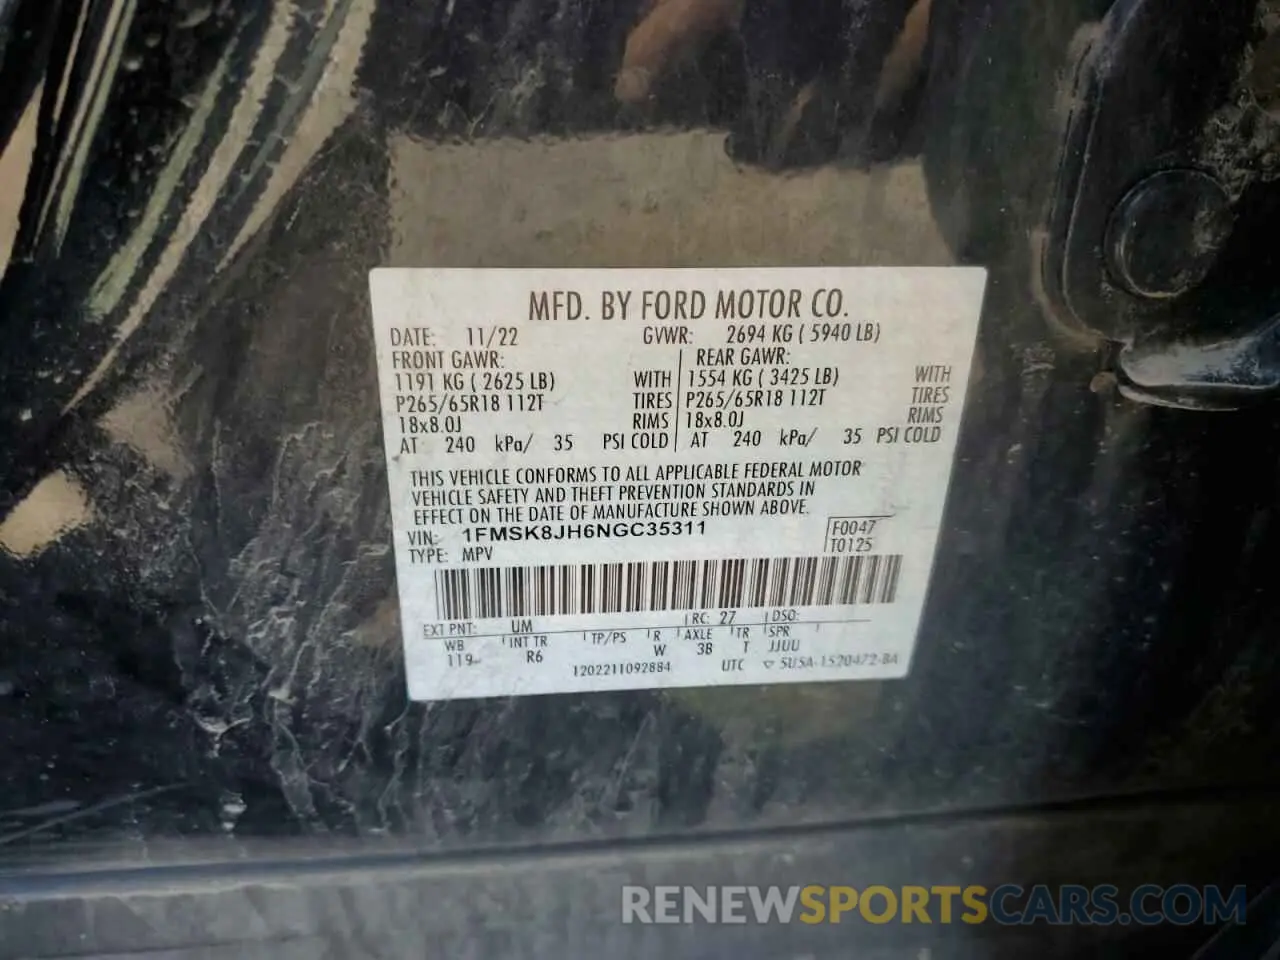 MFD. BY FORD MOTOR CO.
DATE: 11/22 GVWR: 2694 KG ( 5940 LB)
FRONT GAWR: REAR GAWR:
1191 KG ( 2625 LB) WITH 1554 KG ( 3425 LB) WITH
P265/65R18 112T TIRES P265/65R18 112T TIRES
18x8.0J RIMS 18x8.0J RIMS
AT 240 kPa/ 35 PSI COLD AT 240 kPa/ 35 PSI COLD
THIS VEHICLE CONFORMS TO ALL APPLICABLE FEDERAL MOTOR
VEHICLE SAFETY AND THEFT PREVENTION STANDARDS IN
EFFECT ON THE DATE OF MANUFACTURE SHOWN ABOVE.
VIN: 1FMSK8JH6NGC35311 F0047
TYPE: MPV T0125
EXT PNT: UM RC: 27 DSO:
WB INT TR TP/PS R AXLE TR SPR
119 R6 W 3B T JJUU
1202211092884 UTC ▽ 5U5A-1520472-BA
RENEWSPORTSCARS.COM